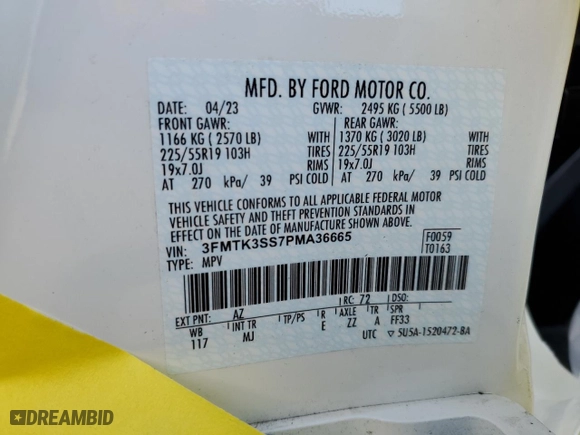 MFD. BY FORD MOTOR CO.
DATE: 04/23 GVWR: 2495 KG ( 5500 LB)
FRONT GAWR: REAR GAWR:
1166 KG ( 2570 LB) WITH 1370 KG ( 3020 LB) WITH
225/55R19 103H TIRES 225/55R19 103H TIRES
19x7.0J RIMS 19x7.0J RIMS
AT 270 kPa/ 39 PSI COLD AT 270 kPa/ 39 PSI COLD
THIS VEHICLE CONFORMS TO ALL APPLICABLE FEDERAL MOTOR
VEHICLE SAFETY AND THEFT PREVENTION STANDARDS IN
EFFECT ON THE DATE OF MANUFACTURE SHOWN ABOVE.
VIN: 3FMTK3SS7PMA36665 F0059
TYPE: MPV T0163
EXT PNT: AZ RC: 72 DSO:
WB INT TR TP/PS R AXLE TR SPR
117 MJ E ZZ A FF33
UTC 5U5A-1520472-BA
DREAMBID